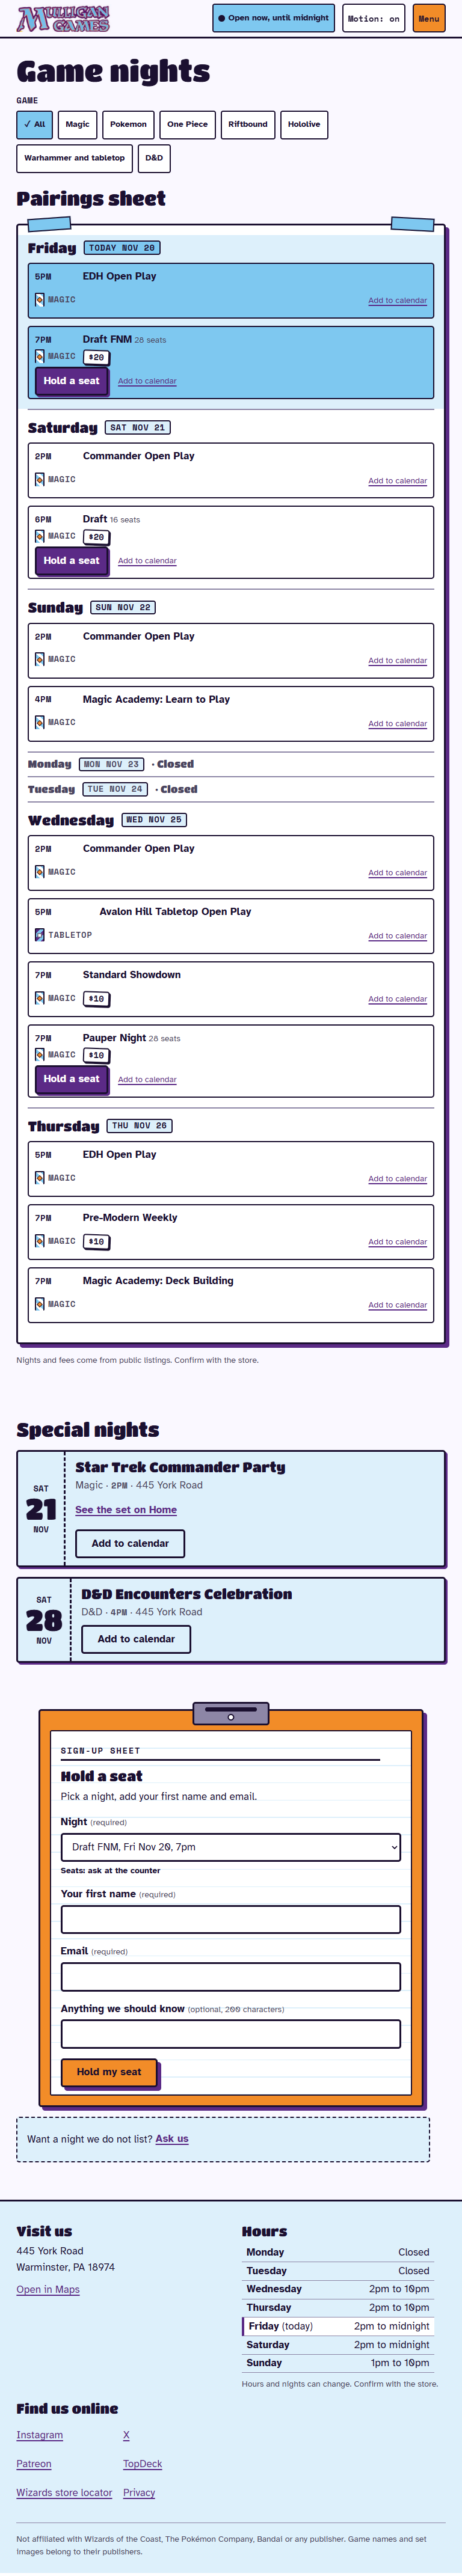 MULLIGAN GAMES
Open now, until midnight
Motion: on
Menu
Game nights
GAME
✓ All
Magic
Pokemon
One Piece
Riftbound
Hololive
Warhammer and tabletop
D&D
Pairings sheet
Friday TODAY NOV 20
5PM EDH Open Play
MAGIC Add to calendar
7PM Draft FNM 28 seats
MAGIC $20
Hold a seat Add to calendar
Saturday SAT NOV 21
2PM Commander Open Play
MAGIC Add to calendar
6PM Draft 16 seats
MAGIC $20
Hold a seat Add to calendar
Sunday SUN NOV 22
2PM Commander Open Play
MAGIC Add to calendar
4PM Magic Academy: Learn to Play
MAGIC Add to calendar
Monday MON NOV 23 · Closed
Tuesday TUE NOV 24 · Closed
Wednesday WED NOV 25
2PM Commander Open Play
MAGIC Add to calendar
5PM Avalon Hill Tabletop Open Play
TABLETOP Add to calendar
7PM Standard Showdown
MAGIC $10 Add to calendar
7PM Pauper Night 28 seats
MAGIC $10
Hold a seat Add to calendar
Thursday THU NOV 26
5PM EDH Open Play
MAGIC Add to calendar
7PM Pre-Modern Weekly
MAGIC $10 Add to calendar
7PM Magic Academy: Deck Building
MAGIC Add to calendar
Nights and fees come from public listings. Confirm with the store.
Special nights
SAT
21
NOV
Star Trek Commander Party
Magic · 2PM · 445 York Road
See the set on Home
Add to calendar
SAT
28
NOV
D&D Encounters Celebration
D&D · 4PM · 445 York Road
Add to calendar
SIGN-UP SHEET
Hold a seat
Pick a night, add your first name and email.
Night (required)
Draft FNM, Fri Nov 20, 7pm
Seats: ask at the counter
Your first name (required)
Email (required)
Anything we should know (optional, 200 characters)
Hold my seat
Want a night we do not list? Ask us
Visit us
445 York Road
Warminster, PA 18974
Open in Maps
Hours
Monday Closed
Tuesday Closed
Wednesday 2pm to 10pm
Thursday 2pm to 10pm
Friday (today) 2pm to midnight
Saturday 2pm to midnight
Sunday 1pm to 10pm
Hours and nights can change. Confirm with the store.
Find us online
Instagram
X
Patreon
TopDeck
Wizards store locator
Privacy
Not affiliated with Wizards of the Coast, The Pokémon Company, Bandai or any publisher. Game names and set
images belong to their publishers.